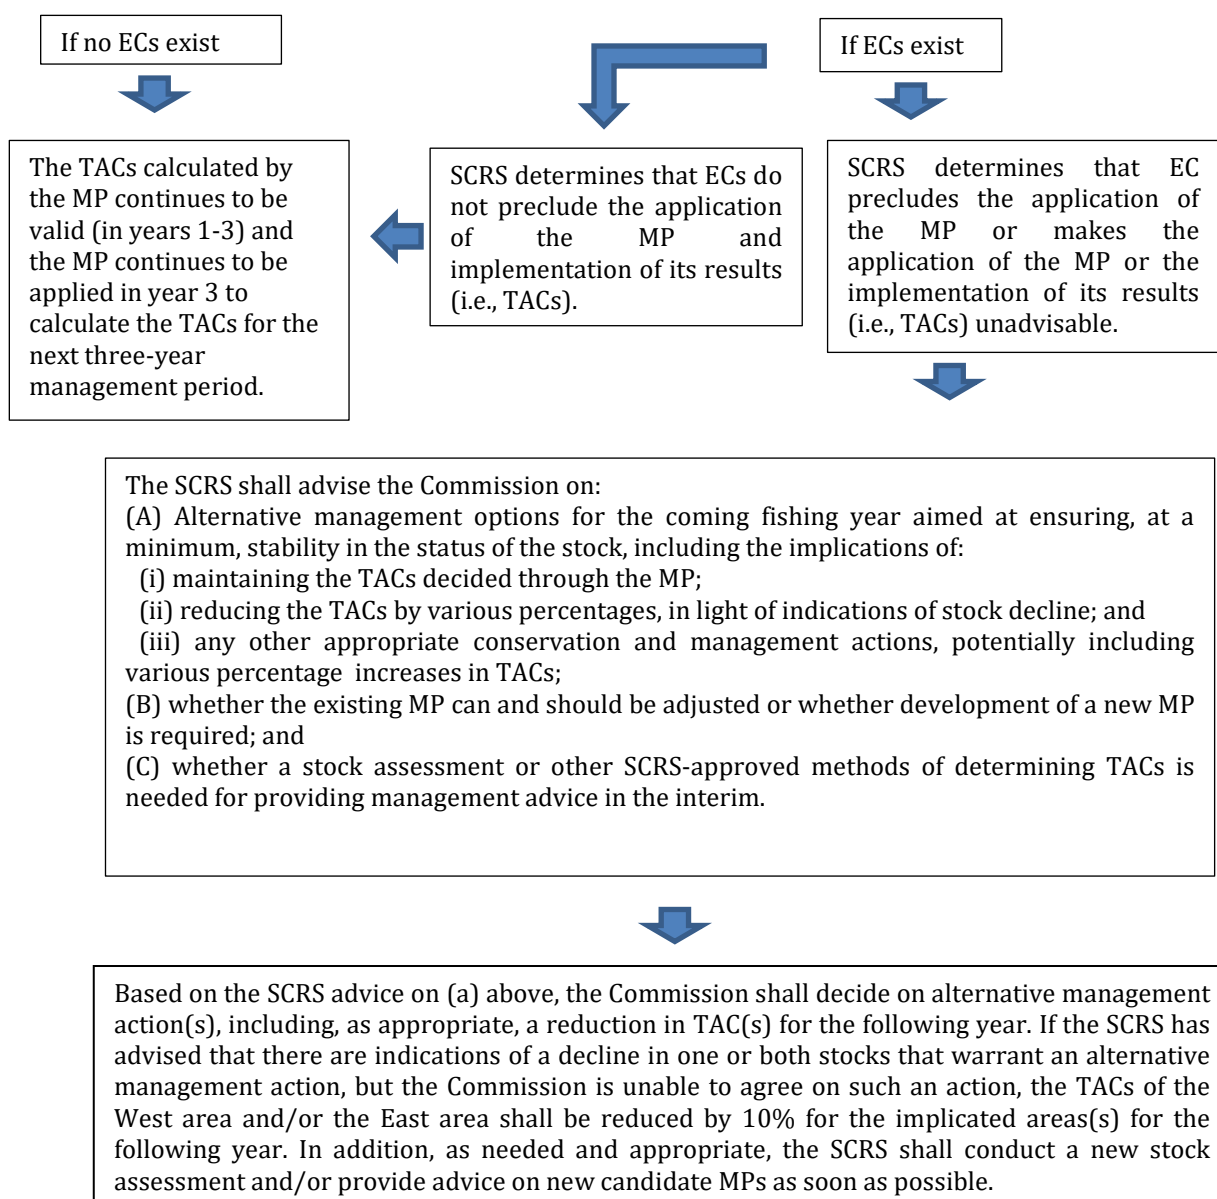 If no ECs exist
If ECs exist
The TACs calculated by
the MP continues to be
valid (in years 1-3) and
the MP continues to be
applied in year 3 to
calculate the TACs for the
next three-year
management period.
SCRS determines that ECs do
not preclude the application
of the MP and
implementation of its results
(i.e., TACs).
SCRS determines that EC
precludes the application of
the MP or makes the
application of the MP or the
implementation of its results
(i.e., TACs) unadvisable.
The SCRS shall advise the Commission on:
(A) Alternative management options for the coming fishing year aimed at ensuring, at a
minimum, stability in the status of the stock, including the implications of:
(i) maintaining the TACs decided through the MP;
(ii) reducing the TACs by various percentages, in light of indications of stock decline; and
(iii) any other appropriate conservation and management actions, potentially including
various percentage increases in TACs;
(B) whether the existing MP can and should be adjusted or whether development of a new MP
is required; and
(C) whether a stock assessment or other SCRS-approved methods of determining TACs is
needed for providing management advice in the interim.
Based on the SCRS advice on (a) above, the Commission shall decide on alternative management
action(s), including, as appropriate, a reduction in TAC(s) for the following year. If the SCRS has
advised that there are indications of a decline in one or both stocks that warrant an alternative
management action, but the Commission is unable to agree on such an action, the TACs of the
West area and/or the East area shall be reduced by 10% for the implicated areas(s) for the
following year. In addition, as needed and appropriate, the SCRS shall conduct a new stock
assessment and/or provide advice on new candidate MPs as soon as possible.